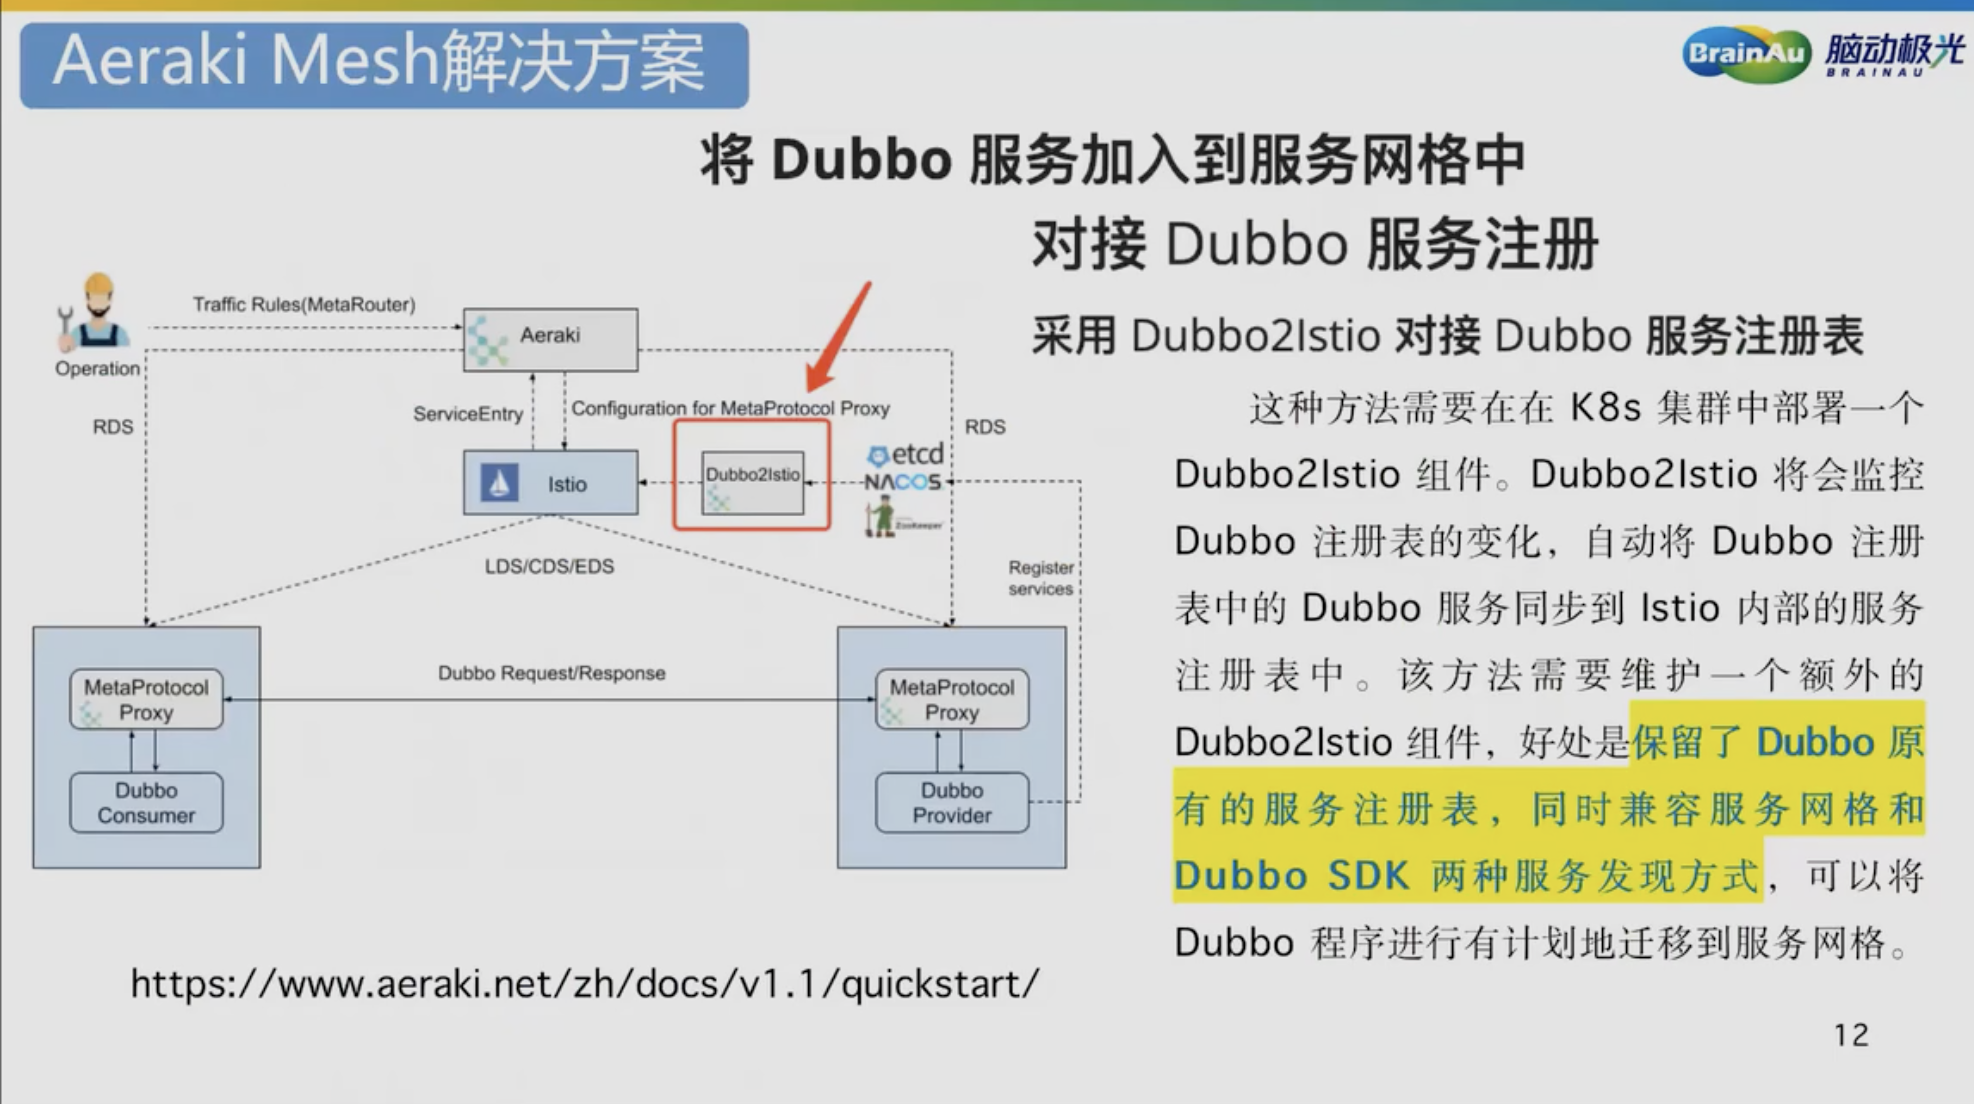 Aeraki Mesh解决方案
BrainAu 脑动极光
BRAINAU
将 Dubbo 服务加入到服务网格中
对接 Dubbo 服务注册
采用 Dubbo2Istio 对接 Dubbo 服务注册表
这种方法需要在在 K8s 集群中部署一个
Dubbo2Istio 组件。Dubbo2Istio 将会监控
Dubbo 注册表的变化，自动将 Dubbo 注册
表中的 Dubbo 服务同步到 Istio 内部的服务
注册表中。该方法需要维护一个额外的
Dubbo2Istio 组件，好处是保留了 Dubbo 原
有的服务注册表，同时兼容服务网格和
Dubbo SDK 两种服务发现方式，可以将
Dubbo 程序进行有计划地迁移到服务网格。
Traffic Rules(MetaRouter)
Operation
Aeraki
RDS
ServiceEntry
Configuration for MetaProtocol Proxy
RDS
Istio
Dubbo2Istio
etcd
NACOS
ZooKeeper
LDS/CDS/EDS
Register
services
MetaProtocol
Proxy
Dubbo Request/Response
MetaProtocol
Proxy
Dubbo
Consumer
Dubbo
Provider
https://www.aeraki.net/zh/docs/v1.1/quickstart/
12